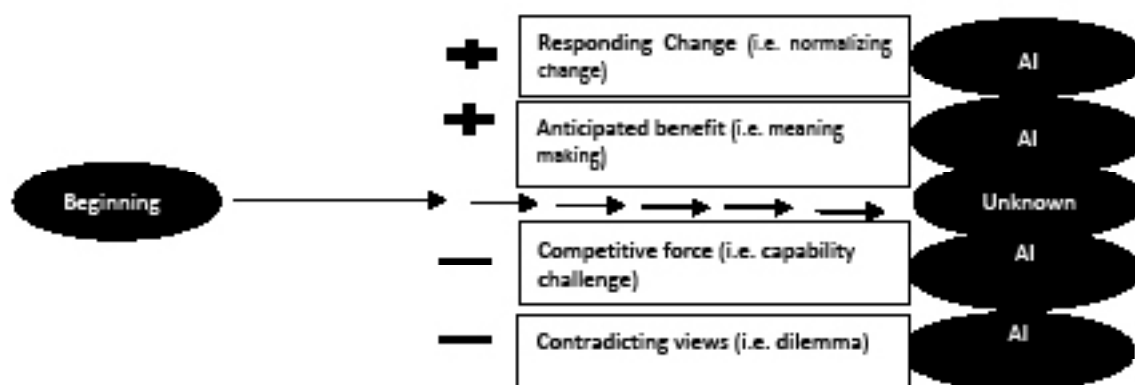 Responding Change (i.e. normalizing
change)
AI
Anticipated benefit (i.e. meaning
making)
AI
Beginning
Unknown
Competitive force (i.e. capability
challenge)
AI
Contradicting views (i.e. dilemma)
AI